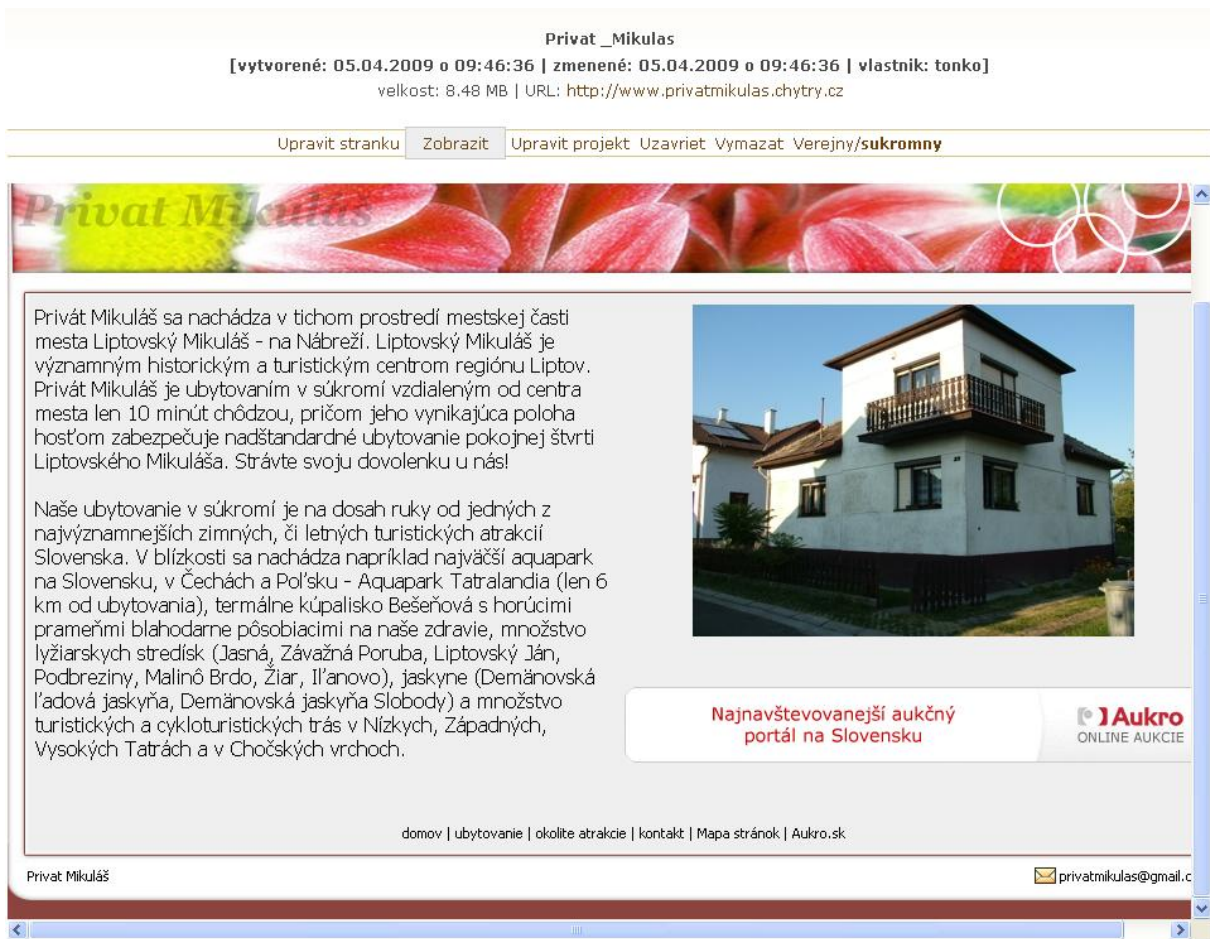 Privat _Mikulas
[vytvorené: 05.04.2009 o 09:46:36 | zmenené: 05.04.2009 o 09:46:36 | vlastnik: tonko]
velkost: 8.48 MB | URL: http://www.privatmikulas.chytry.cz
Upravit stranku Zobrazit Upravit projekt Uzavriet Vymazat Verejny/sukromny
Privat Mikuláš
Privát Mikuláš sa nachádza v tichom prostredí mestskej časti
mesta Liptovský Mikuláš - na Nábreží. Liptovský Mikuláš je
významným historickým a turistickým centrom regiónu Liptov.
Privát Mikuláš je ubytovaním v súkromí vzdialeným od centra
mesta len 10 minút chôdzou, pričom jeho vynikajúca poloha
hosťom zabezpečuje nadštandardné ubytovanie pokojnej štvrti
Liptovského Mikuláša. Strávte svoju dovolenku u nás!
Naše ubytovanie v súkromí je na dosah ruky od jedných z
najvýznamnejších zimných, či letných turistických atrakcií
Slovenska. V blízkosti sa nachádza napríklad najväčší aquapark
na Slovensku, v Čechách a Poľsku - Aquapark Tatralandia (len 6
km od ubytovania), termálne kúpalisko Bešeňová s horúcimi
prameňmi blahodarne pôsobiacimi na naše zdravie, množstvo
lyžiarskych stredísk (Jasná, Závažná Poruba, Liptovský Ján,
Podbreziny, Malinô Brdo, Žiar, Iľanovo), jaskyne (Demänovská
ľadová jaskyňa, Demänovská jaskyňa Slobody) a množstvo
turistických a cykloturistických trás v Nízkych, Západných,
Vysokých Tatrách a v Chočských vrchoch.
Najnavštevovanejší aukčný
portál na Slovensku
Aukro
ONLINE AUKCIE
domov | ubytovanie | okolite atrakcie | kontakt | Mapa stránok | Aukro.sk
Privat Mikuláš
privatmikulas@gmail.c